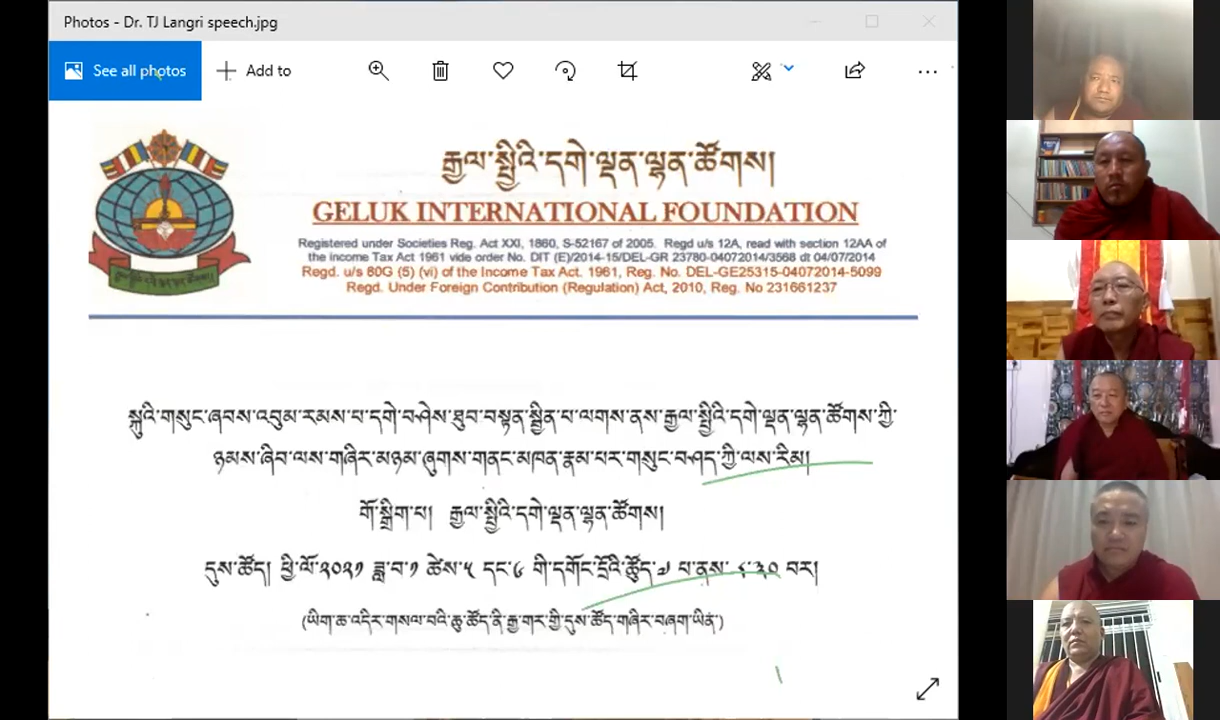 Photos - Dr. TJ Langri speech.jpg
See all photos
Add to
རྒྱལ་སྤྱིའི་དགེ་ལྡན་ལྷན་ཚོགས།
GELUK INTERNATIONAL FOUNDATION
Registered under Societies Reg. Act XXI, 1860, S-52167 of 2005. Regd u/s 12A, read with section 12AA of
the income Tax Act 1961 vide order No. DIT (E)/2014-15/DEL-GR 23780-04072014/3568 dt 04/07/2014
Regd. u/s 80G (5) (vi) of the Income Tax Act. 1961, Reg. No. DEL-GE25315-04072014-5099
Regd. Under Foreign Contribution (Regulation) Act, 2010, Reg. No 231661237
སྐུའི་གསུང་ཞབས་འབུམ་རམས་པ་དགེ་བཤེས་ཐུབ་བསྟན་སྦྱིན་པ་ལགས་ནས་རྒྱལ་སྤྱིའི་དགེ་ལྡན་ལྷན་ཚོགས་ཀྱི་
ཉམས་ཞིབ་ལས་གཞིར་མཉམ་ཞུགས་གནང་མཁན་རྣམ་པར་གསུང་བཤད་ཀྱི་ལས་རིམ།
གོ་སྒྲིག་པ། རྒྱལ་སྤྱིའི་དགེ་ལྡན་ལྷན་ཚོགས།
དུས་ཚོད། ཕྱི་ལོ་༢༠༢༡ ཟླ་བ་༡ ཚེས་༥ དང་༦ གི་དགོང་དྲོའི་ཆུ་ཚོད་༧ པ་ནས་ ༨་༣༠ བར།
(ཡིག་ཆ་འདིར་གསལ་བའི་ཆུ་ཚོད་ནི་རྒྱ་གར་གྱི་དུས་ཚོད་གཞིར་བཞག་ཡིན་)